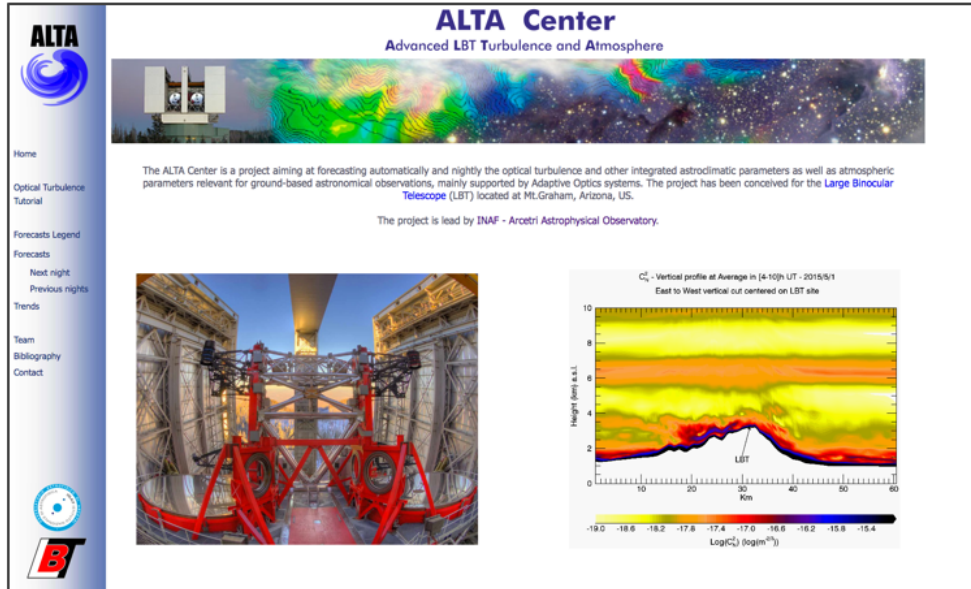 ALTA Center
Advanced LBT Turbulence and Atmosphere
ALTA
Home
Optical Turbulence
Tutorial
Forecasts Legend
Forecasts
Next night
Previous nights
Trends
Team
Bibliography
Contact
The ALTA Center is a project aiming at forecasting automatically and nightly the optical turbulence and other integrated astroclimatic parameters as well as atmospheric
parameters relevant for ground-based astronomical observations, mainly supported by Adaptive Optics systems. The project has been conceived for the Large Binocular
Telescope (LBT) located at Mt.Graham, Arizona, US.
The project is lead by INAF - Arcetri Astrophysical Observatory.
C_N^2 - Vertical profile at Average in [4-10]h UT - 2015/5/1
East to West vertical cut centered on LBT site
Height (km) a.s.l.
10
8
6
4
2
0
LBT
10 20 30 40 50 60
Km
-19.0 -18.6 -18.2 -17.8 -17.4 -17.0 -16.6 -16.2 -15.8 -15.4
Log(C_N^2) (log(m^-2/3))
LBT